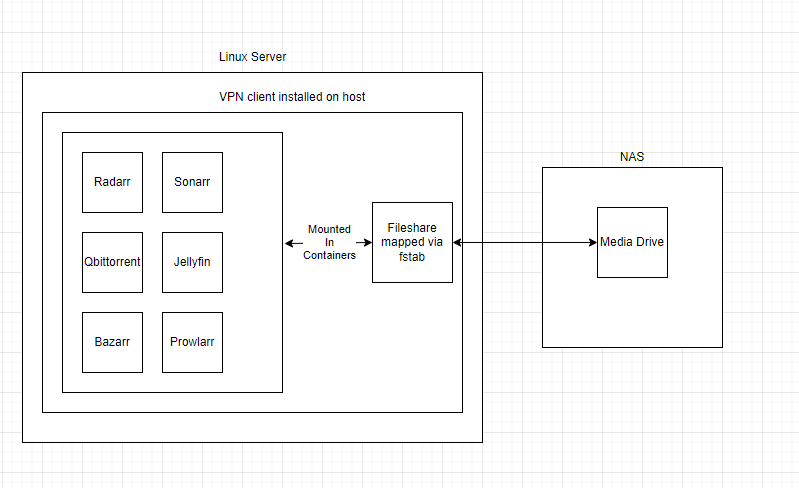 Linux Server
VPN client installed on host
NAS
Radarr
Sonarr
Mounted
In
Containers
Fileshare
mapped via
fstab
Media Drive
Qbittorrent
Jellyfin
Bazarr
Prowlarr